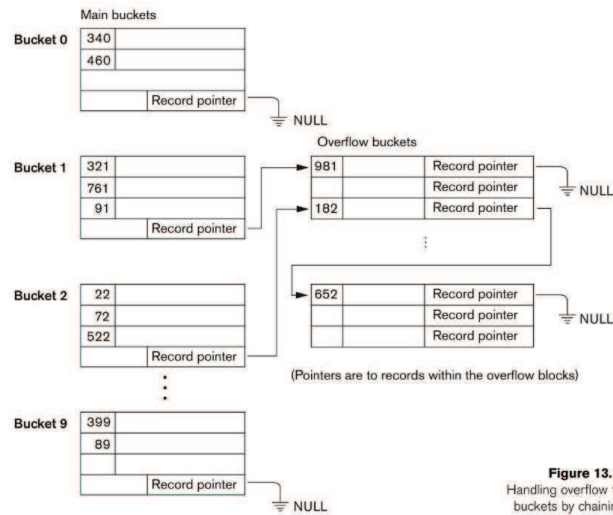 Main buckets
Bucket 0
340
460
Record pointer
NULL
Overflow buckets
Bucket 1
321
761
91
Record pointer
981
Record pointer
NULL
Record pointer
182
Record pointer
Bucket 2
22
72
522
Record pointer
652
Record pointer
NULL
Record pointer
Record pointer
(Pointers are to records within the overflow blocks)
Bucket 9
399
89
Record pointer
NULL
Figure 13.
Handling overflow
buckets by